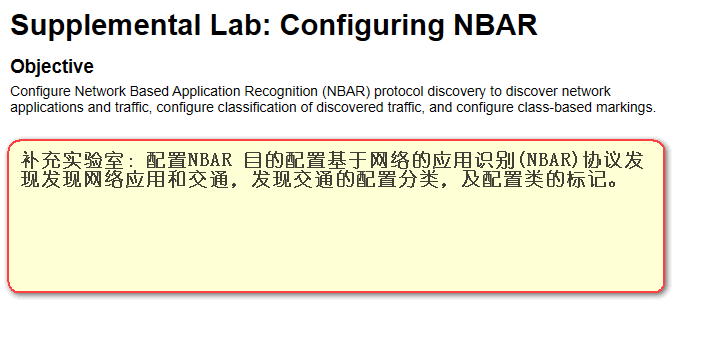 Supplemental Lab: Configuring NBAR
Objective
Configure Network Based Application Recognition (NBAR) protocol discovery to discover network
applications and traffic, configure classification of discovered traffic, and configure class-based markings.
补充实验室: 配置NBAR 目的配置基于网络的应用识别(NBAR)协议发
现发现网络应用和交通，发现交通的配置分类，及配置类的标记。